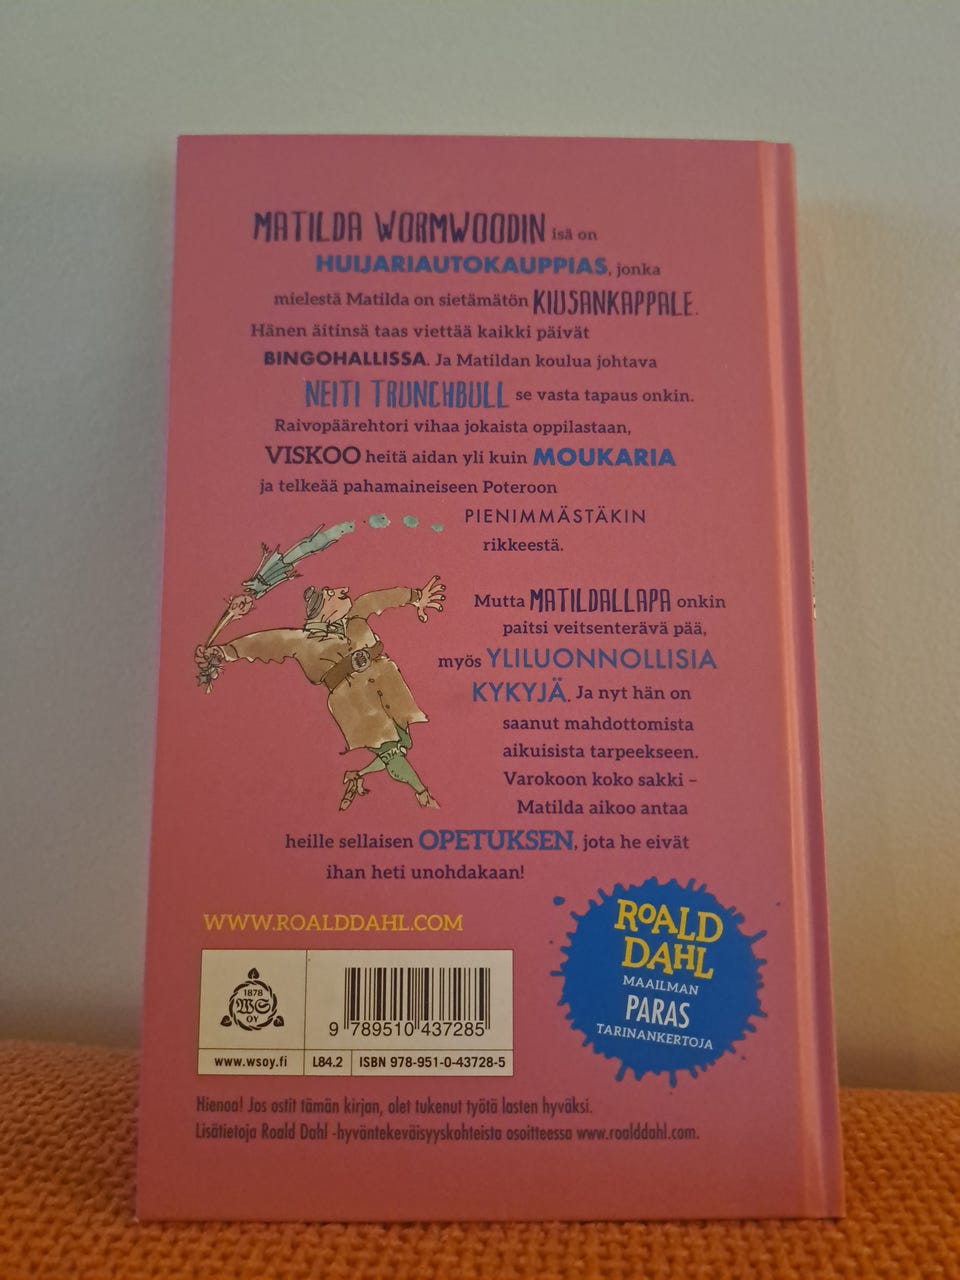 MATILDA WORMWOODIN isä on
HUIJARIAUTOKAUPPIAS, jonka
mielestä Matilda on sietämätön KIUSANKAPPALE.
Hänen äitinsä taas viettää kaikki päivät
BINGOHALLISSA. Ja Matildan koulua johtava
NEITI TRUNCHBULL se vasta tapaus onkin.
Raivopäärehtori vihaa jokaista oppilastaan,
VISKOO heitä aidan yli kuin MOUKARIA
ja telkeää pahamaineiseen Poteroon
PIENIMMÄSTÄKIN
rikkeestä.
Mutta MATILDALLAPA onkin
paitsi veitsenterävä pää,
myös YLILUONNOLLISIA
KYKYJÄ. Ja nyt hän on
saanut mahdottomista
aikuisista tarpeekseen.
Varokoon koko sakki –
Matilda aikoo antaa
heille sellaisen OPETUKSEN, jota he eivät
ihan heti unohdakaan!
WWW.ROALDDAHL.COM
ROALD
DAHL
MAAILMAN
PARAS
TARINANKERTOJA
1878
WS
OY
9 789510 437285
www.wsoy.fi L84.2 ISBN 978-951-0-43728-5
Hienoa! Jos ostit tämän kirjan, olet tukenut työtä lasten hyväksi.
Lisätietoja Roald Dahl -hyväntekeväisyyskohteista osoitteessa www.roalddahl.com.